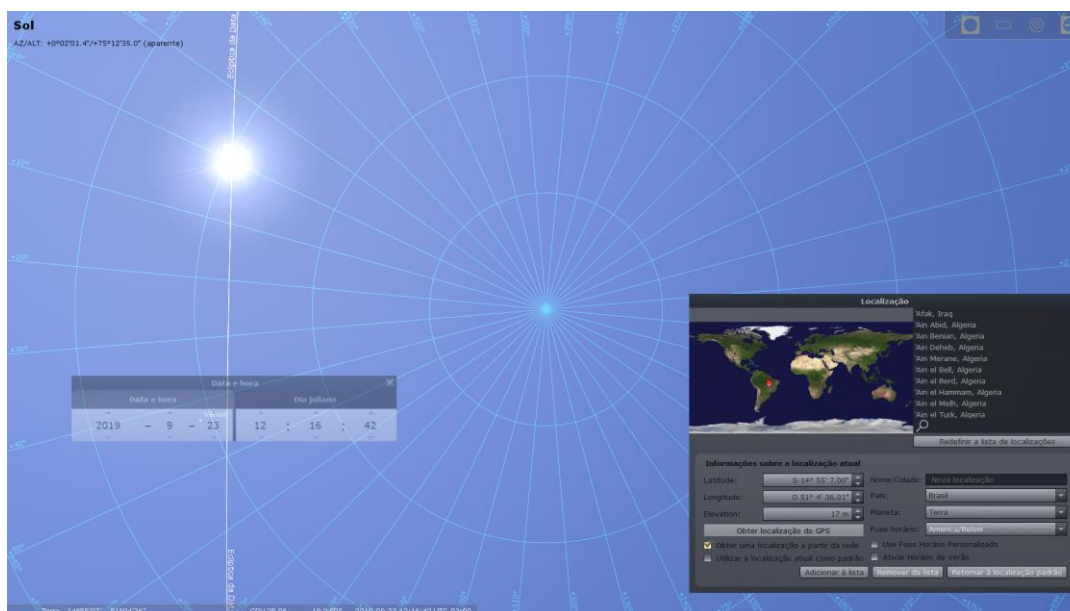 Sol
AZ/ALT: +0°02'01.4"/+75°12'35.0" (aparente)
Eclíptica da Data
Data e hora
Data e hora
Dia Juliano
2019 - 9 - 23 12 : 16 : 42
Localização
'Afak, Iraq
'Ain Abid, Algeria
'Ain Benian, Algeria
'Ain Deheb, Algeria
'Ain Merane, Algeria
'Ain el Bell, Algeria
'Ain el Berd, Algeria
'Ain el Hammam, Algeria
'Ain el Melh, Algeria
'Ain el Turk, Algeria
Redefinir a lista de localizações
Informações sobre a localização atual
Latitude: S 14° 55' 7.00" Nome/Cidade: Nova localização
Longitude: O 51° 4' 36.01" País: Brasil
Elevation: 17 m Planeta: Terra
Obter localização do GPS Fuso horário: America/Belem
Obter uma localização a partir da rede Use Fuso Horário Personalizado
Utilizar a localização atual como padrão Ativar Horário de Verão
Adicionar à lista Remover da lista Retornar à localização padrão
Eclíptica da Data